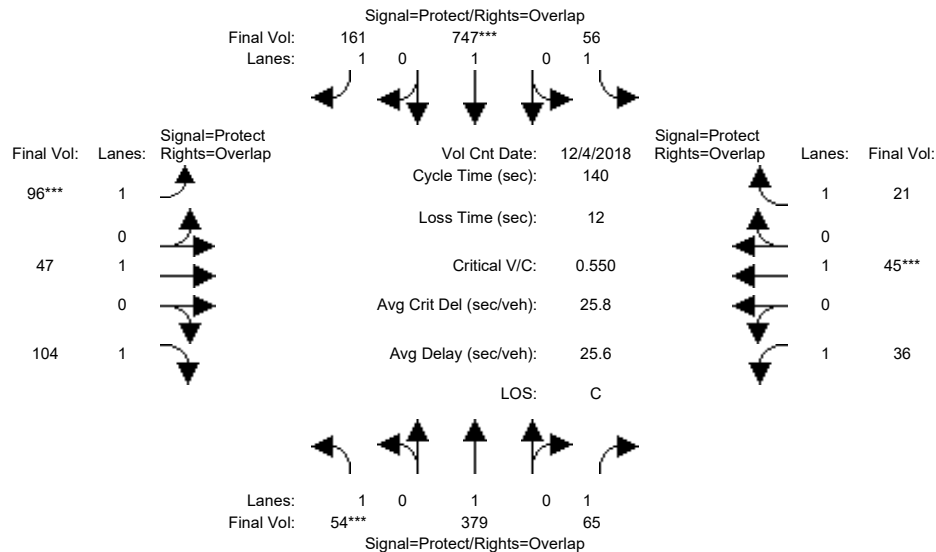 Signal=Protect/Rights=Overlap
Final Vol: 161 747*** 56
Lanes: 1 0 1 0 1
Signal=Protect
Final Vol: Lanes: Rights=Overlap
Vol Cnt Date: 12/4/2018
Signal=Protect
Rights=Overlap Lanes: Final Vol:
Cycle Time (sec): 140
96*** 1
1 21
Loss Time (sec): 12
0
0
47 1
Critical V/C: 0.550
1 45***
0
Avg Crit Del (sec/veh): 25.8
0
104 1
Avg Delay (sec/veh): 25.6
1 36
LOS: C
Lanes: 1 0 1 0 1
Final Vol: 54*** 379 65
Signal=Protect/Rights=Overlap